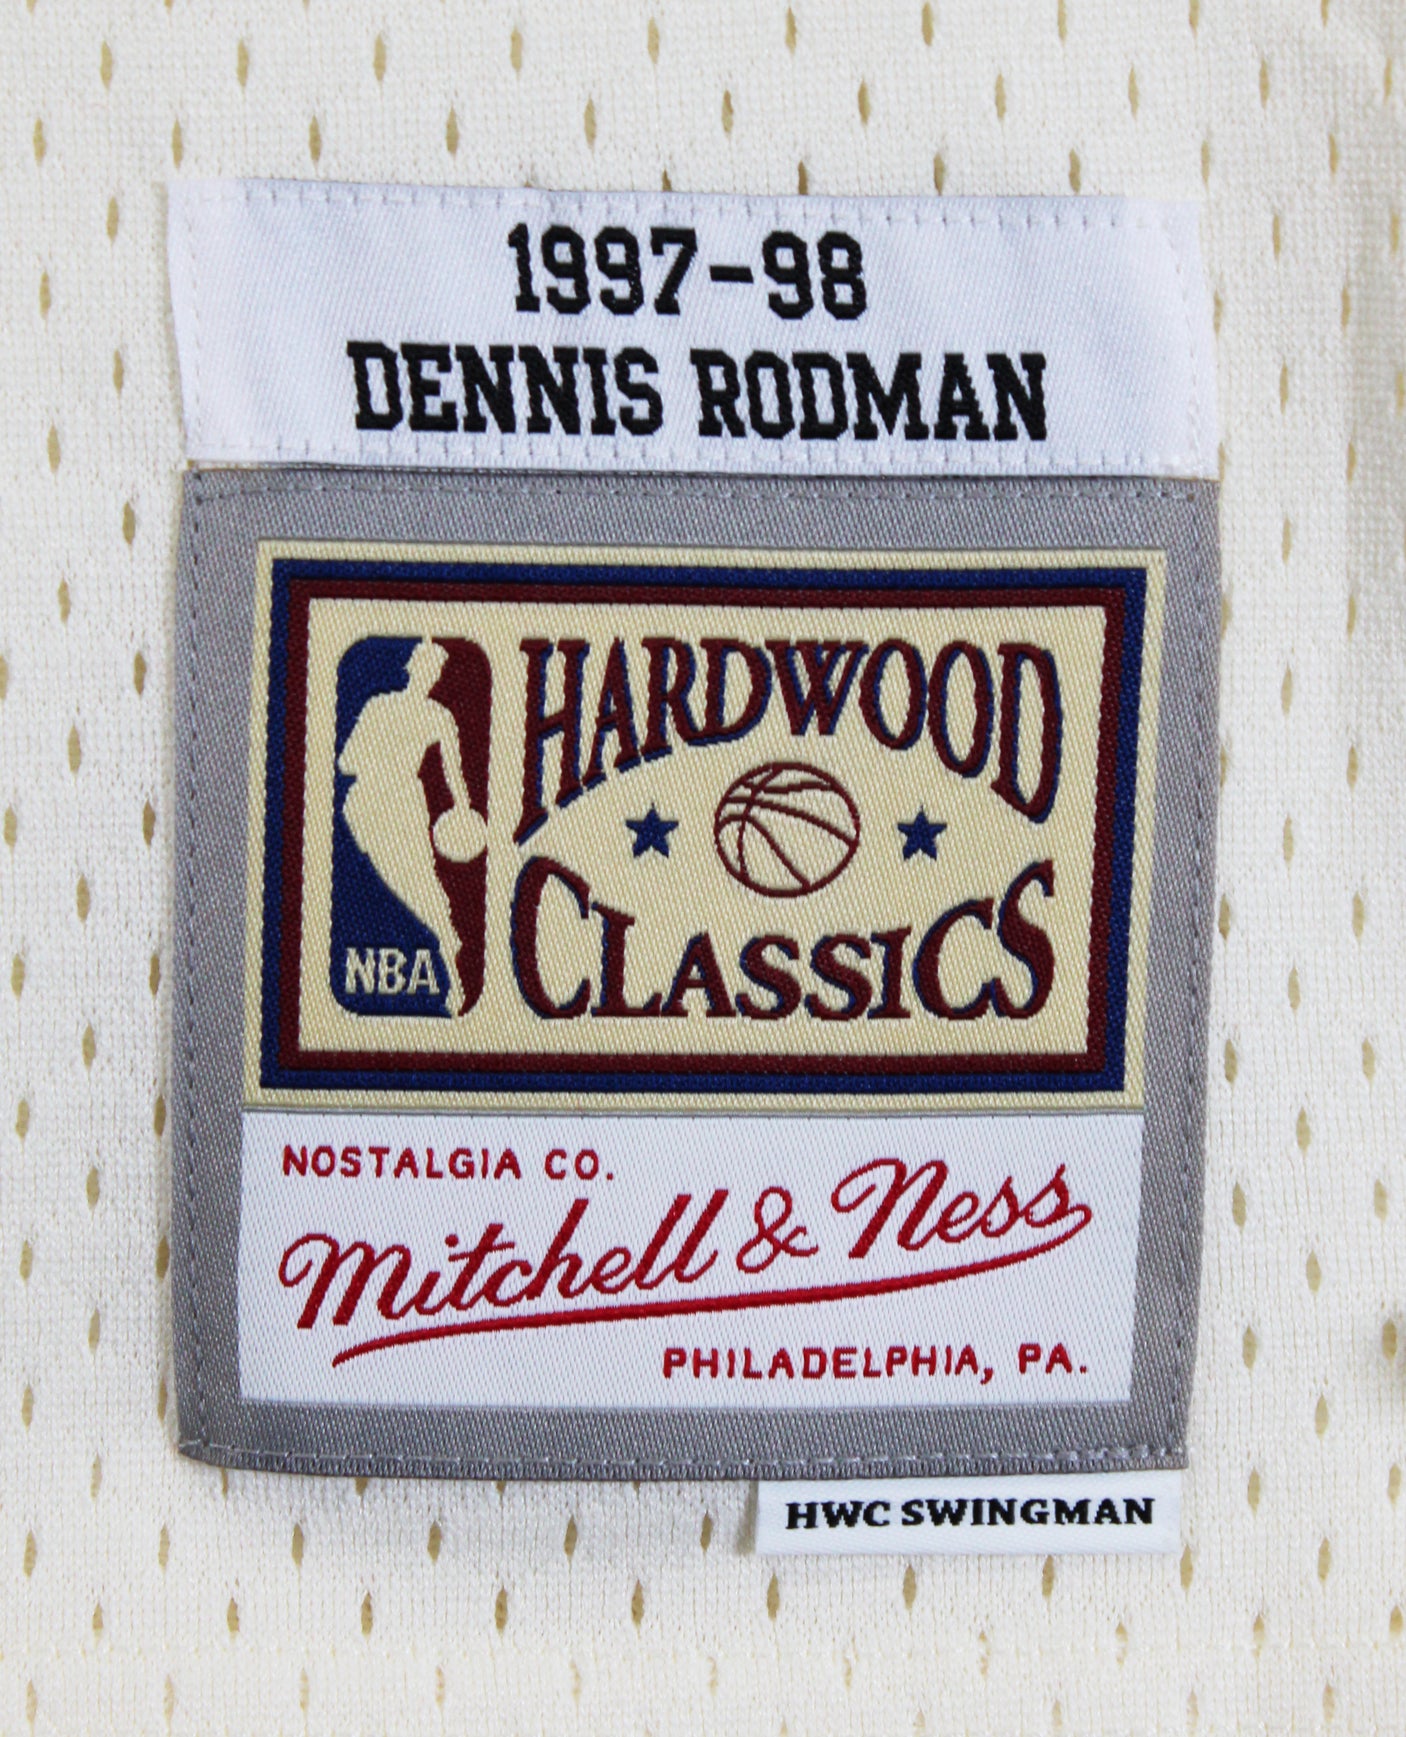 1997-98
DENNIS RODMAN
HARDWOOD
CLASSICS
NBA
NOSTALGIA CO.
Mitchell & Ness
PHILADELPHIA, PA.
HWC SWINGMAN